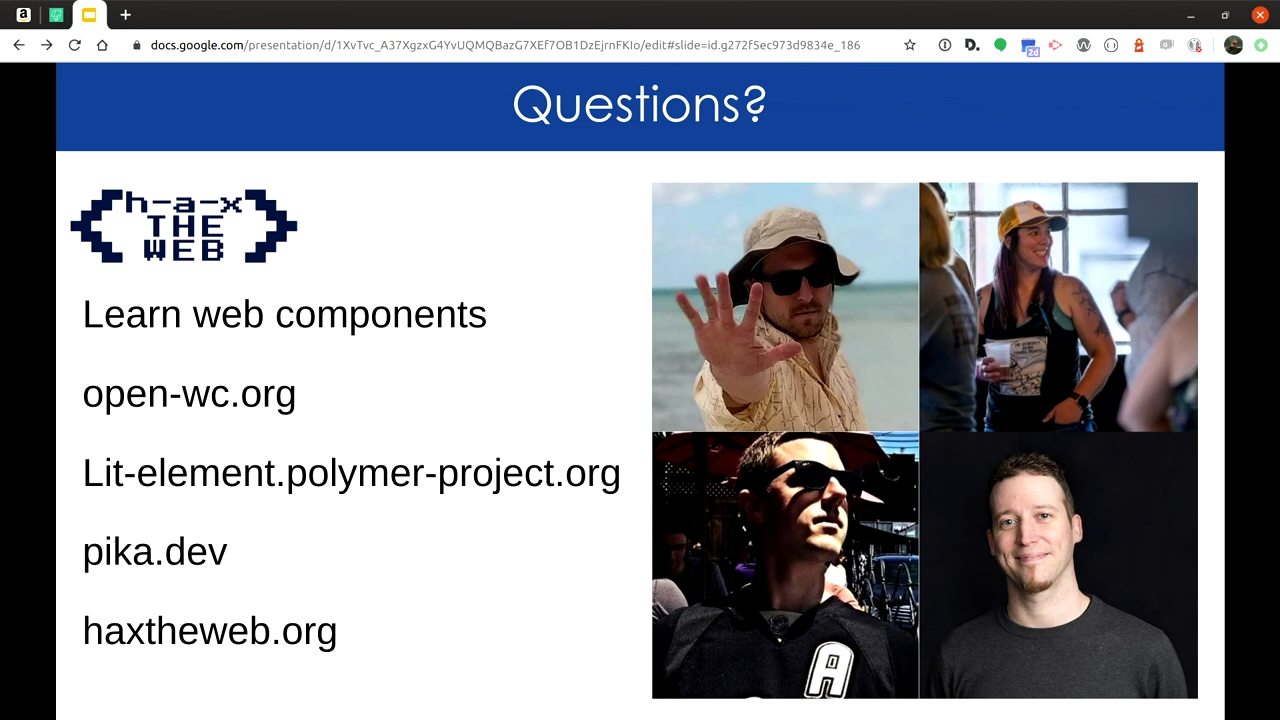 a
docs.google.com/presentation/d/1XvTvc_A37XgzxG4YvUQMQBazG7XEf7OB1DzEjrnFKIo/edit#slide=id.g272f5ec973d9834e_186
D.
2d
Questions?
h-a-x
THE
WEB
Learn web components
open-wc.org
Lit-element.polymer-project.org
pika.dev
haxtheweb.org
A